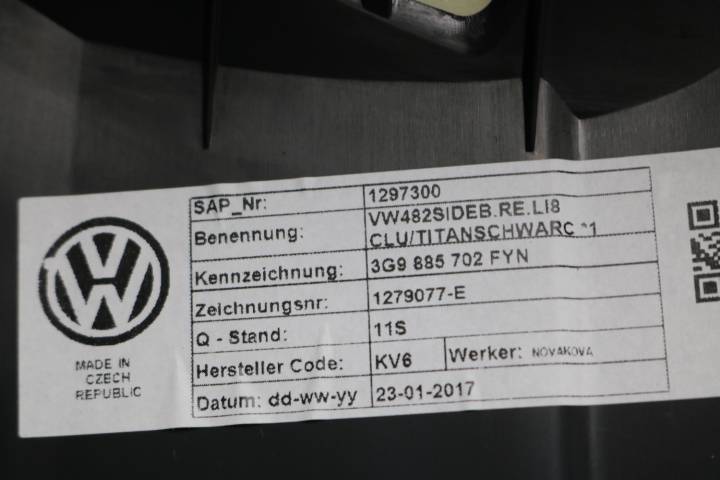 SAP_Nr: 1297300
Benennung: VW482SIDEB.RE.LI8
CLU/TITANSCHWARC *1
Kennzeichnung: 3G9 885 702 FYN
Zeichnungsnr: 1279077-E
Q - Stand: 11S
Hersteller Code: KV6 Werker: NOVAKOVA
Datum: dd-ww-yy 23-01-2017
VW
MADE IN
CZECH
REPUBLIC